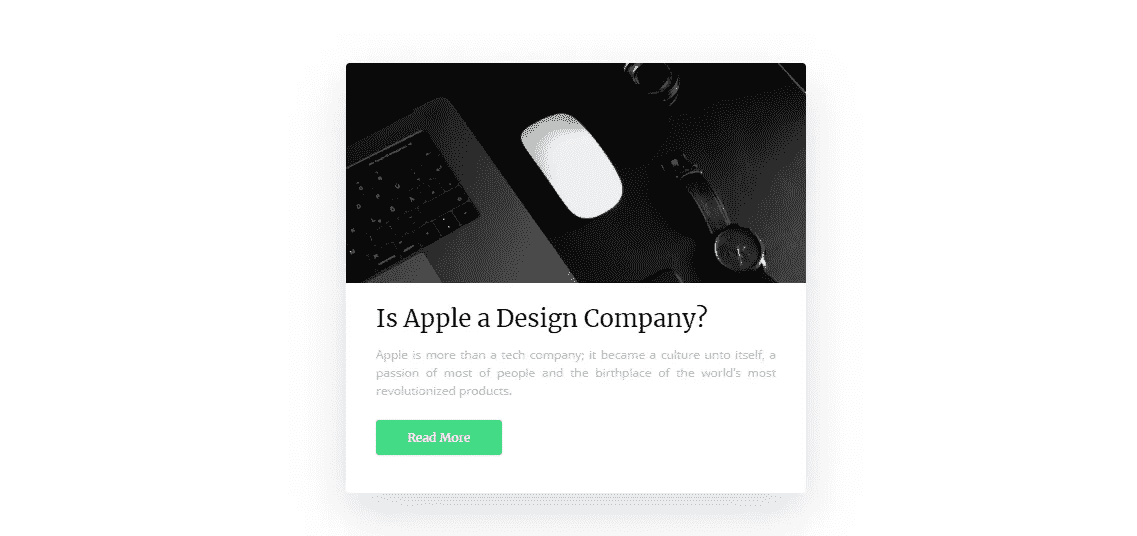 Is Apple a Design Company?
Apple is more than a tech company; it became a culture unto itself, a
passion of most of people and the birthplace of the world's most
revolutionized products.
Read More